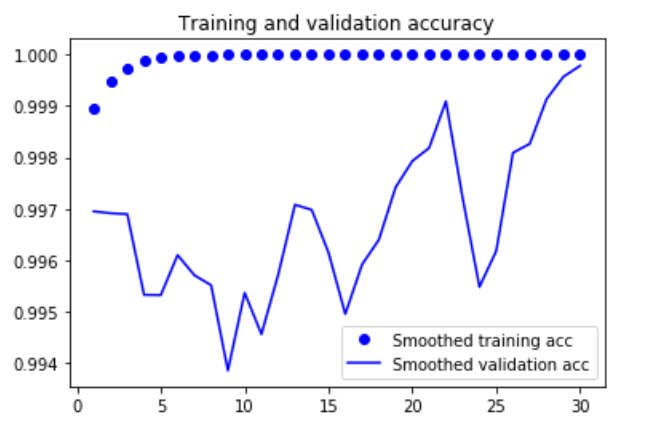 Training and validation accuracy
1.000
0.999
0.998
0.997
0.996
0.995
0.994
Smoothed training acc
Smoothed validation acc
0 5 10 15 20 25 30